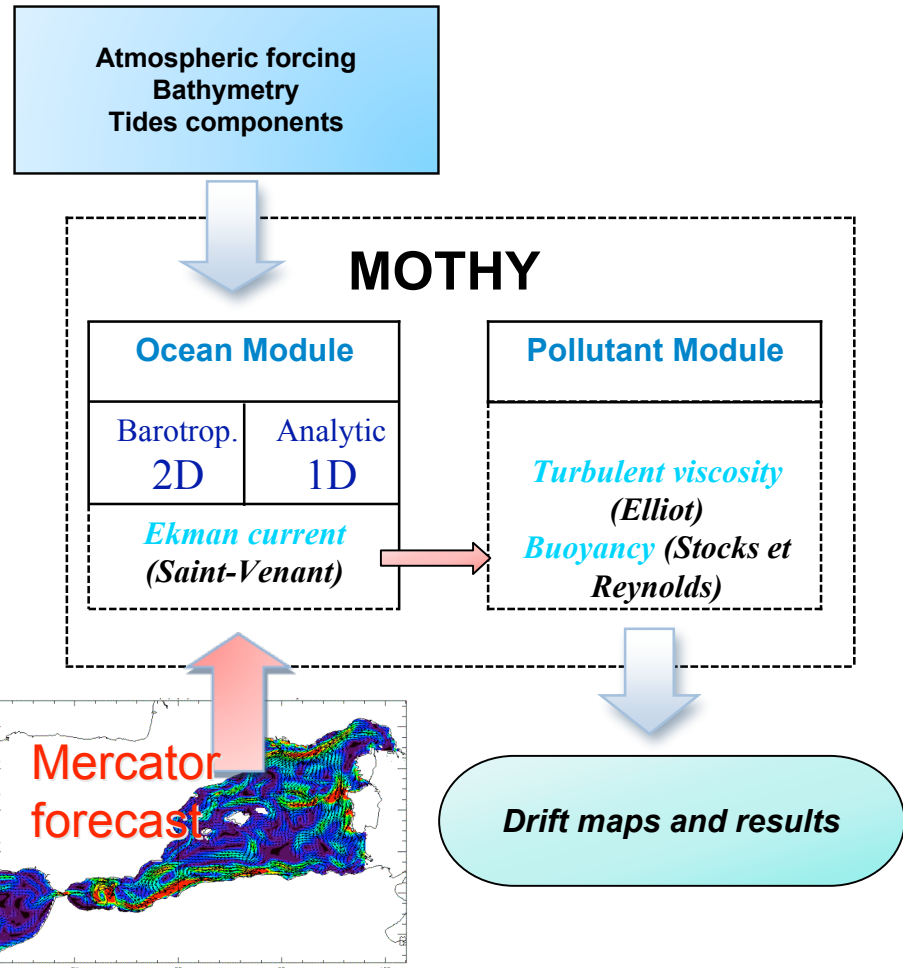 Atmospheric forcing
Bathymetry
Tides components
MOTHY
Ocean Module
Barotrop.
2D
Analytic
1D
Ekman current
(Saint-Venant)
Pollutant Module
Turbulent viscosity
(Elliot)
Buoyancy (Stocks et
Reynolds)
Mercator
forecast
Drift maps and results